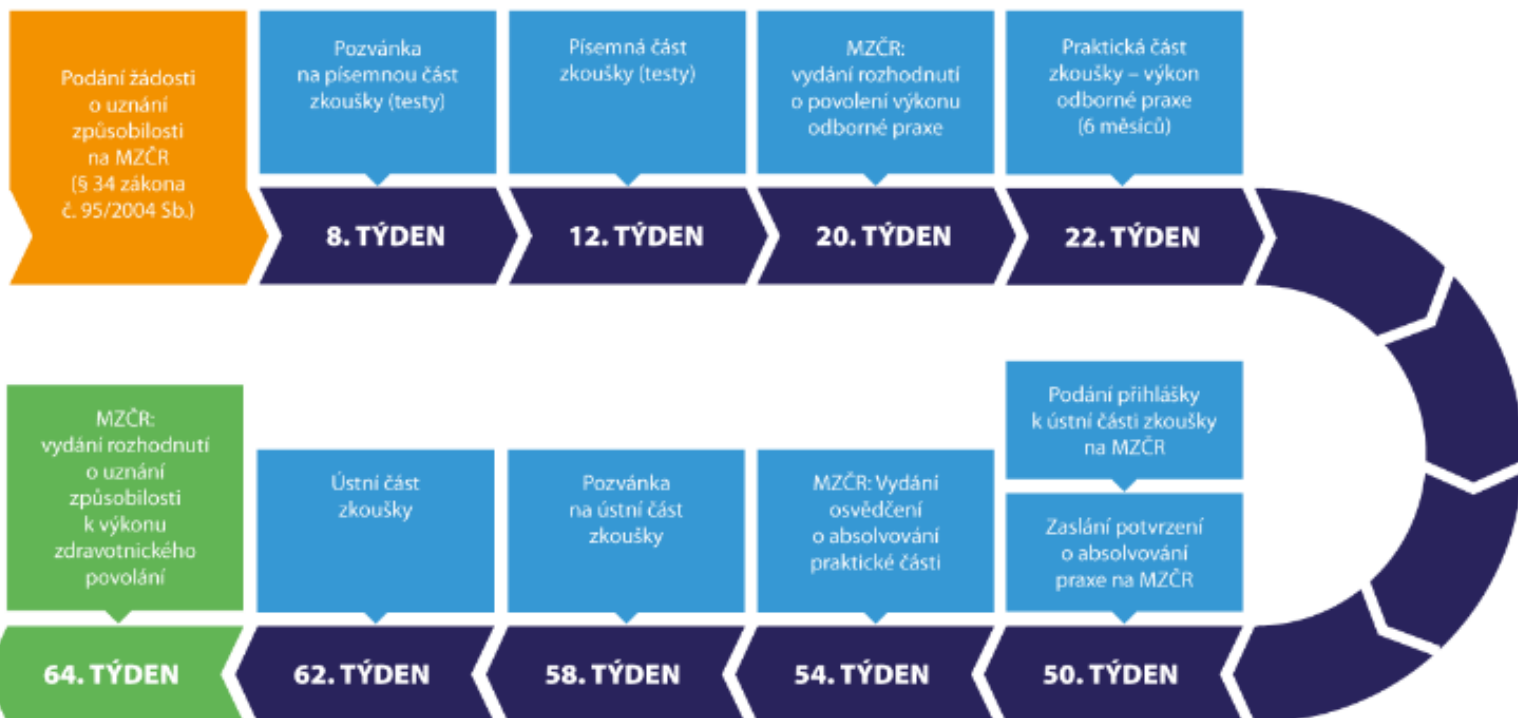 Podání žádosti
o uznání
způsobilosti
na MZČR
(§ 34 zákona
č. 95/2004 Sb.)
Pozvánka
na písemnou část
zkoušky (testy)
8. TÝDEN
Písemná část
zkoušky (testy)
12. TÝDEN
MZČR:
vydání rozhodnutí
o povolení výkonu
odborné praxe
20. TÝDEN
Praktická část
zkoušky – výkon
odborné praxe
(6 měsíců)
22. TÝDEN
Podání přihlášky
k ústní části zkoušky
na MZČR
Zaslání potvrzení
o absolvování
praxe na MZČR
50. TÝDEN
MZČR: Vydání
osvědčení
o absolvování
praktické části
54. TÝDEN
Pozvánka
na ústní část
zkoušky
58. TÝDEN
Ústní část
zkoušky
62. TÝDEN
MZČR:
vydání rozhodnutí
o uznání
způsobilosti
k výkonu
zdravotnického
povolání
64. TÝDEN